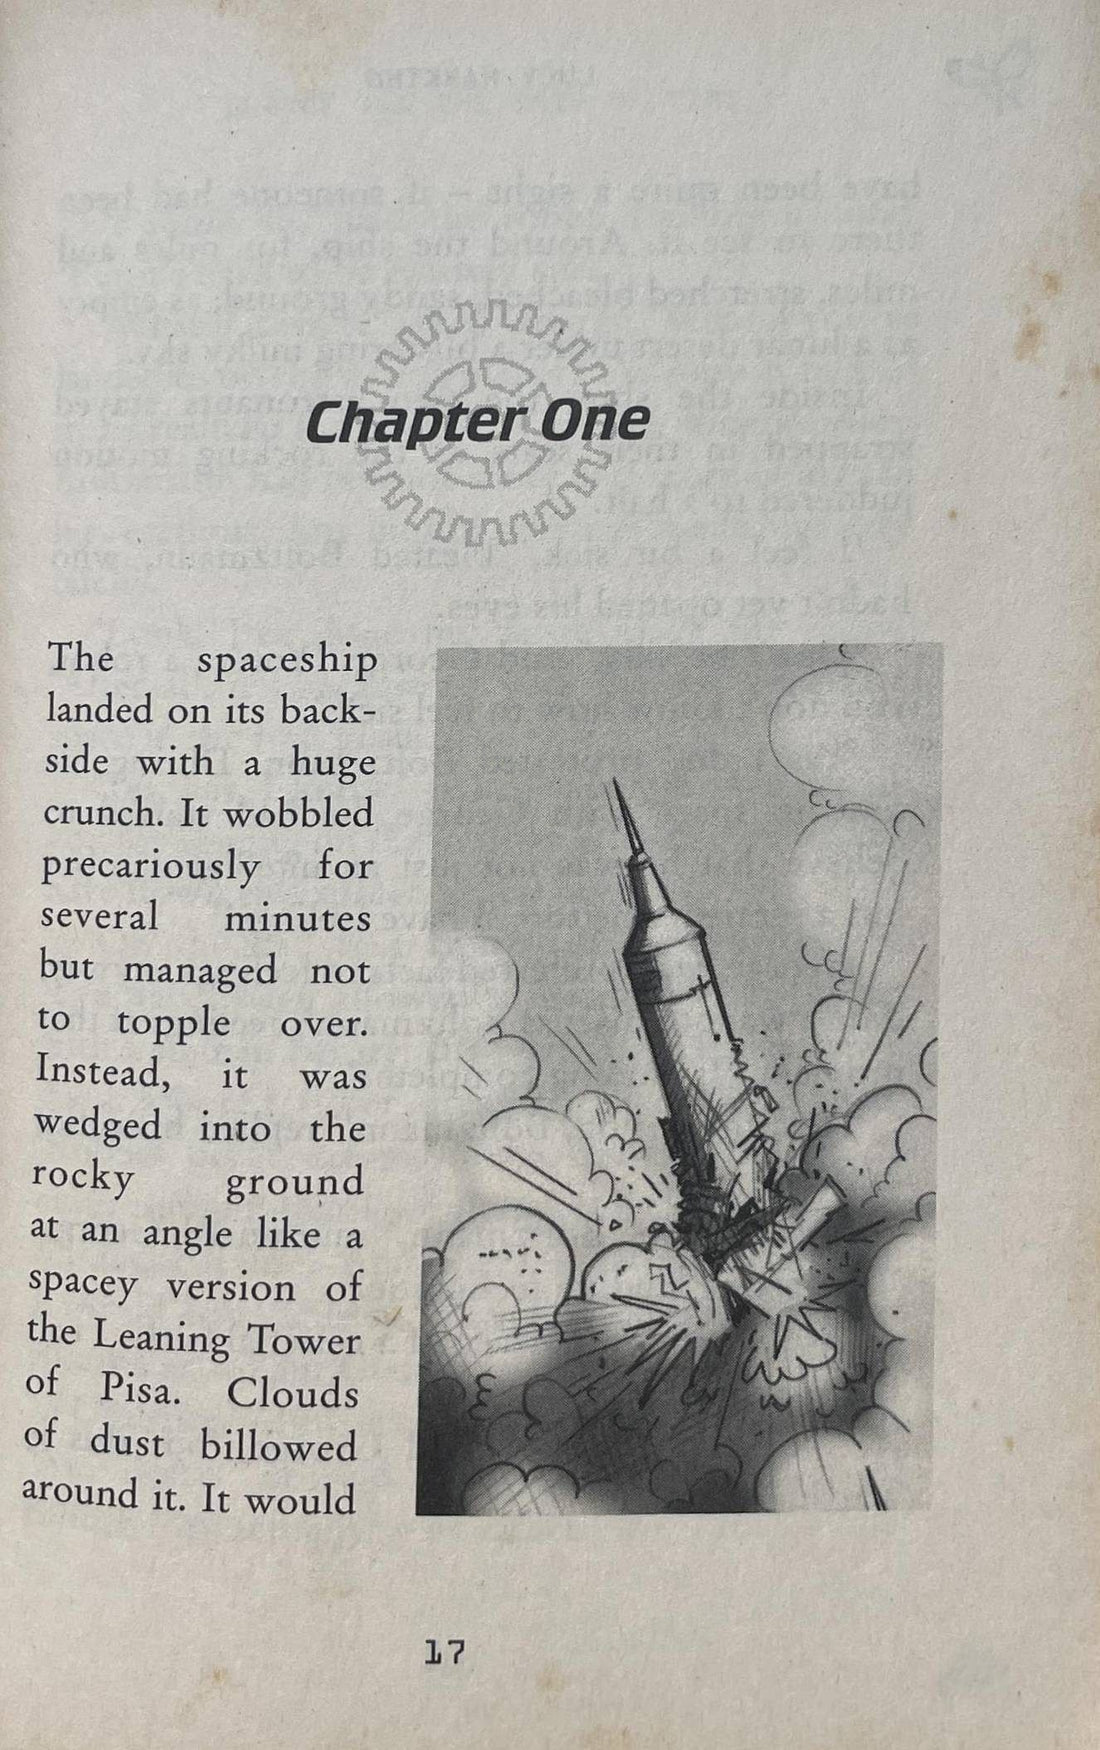 Chapter One
The spaceship
landed on its back-
side with a huge
crunch. It wobbled
precariously for
several minutes
but managed not
to topple over.
Instead, it was
wedged into the
rocky ground
at an angle like a
spacey version of
the Leaning Tower
of Pisa. Clouds
of dust billowed
around it. It would
17